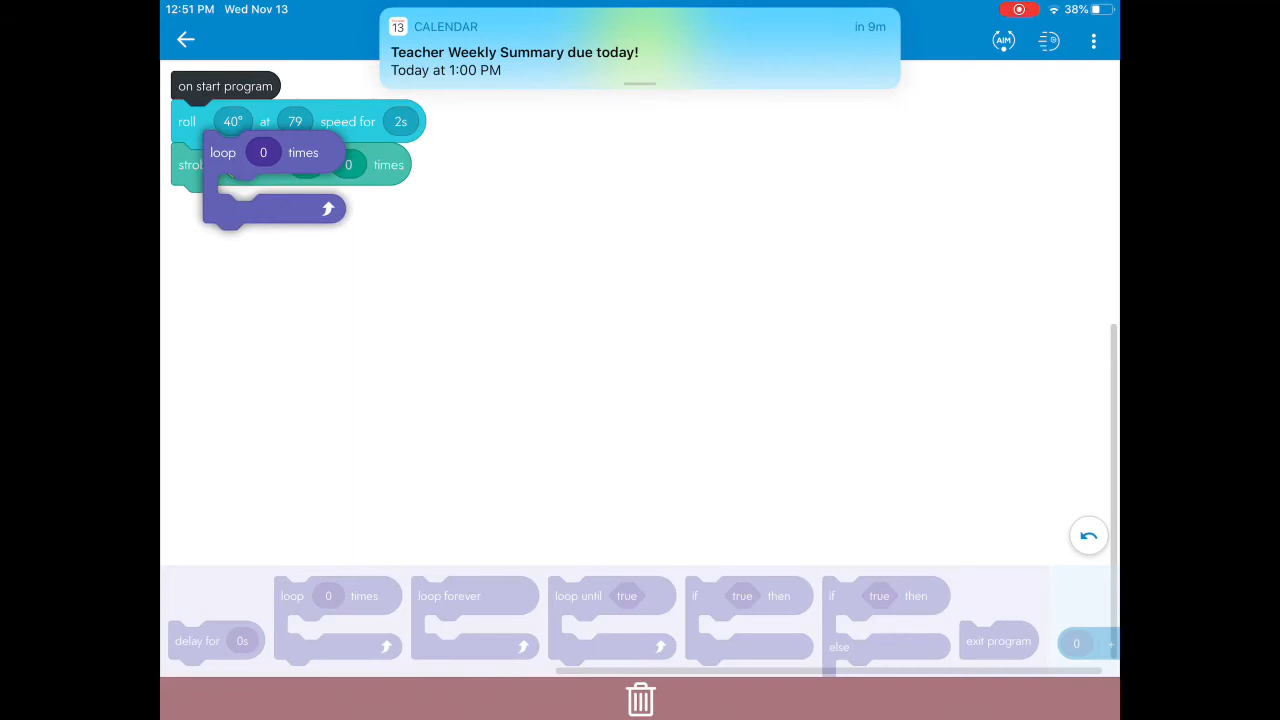 12:51 PM Wed Nov 13
38%
13 CALENDAR in 9m
Teacher Weekly Summary due today!
Today at 1:00 PM
AIM
on start program
roll 40° at 79 speed for 2s
loop 0 times
0 times
loop 0 times
loop forever
loop until true
if true then
if true then
delay for 0s
else
exit program
0 +